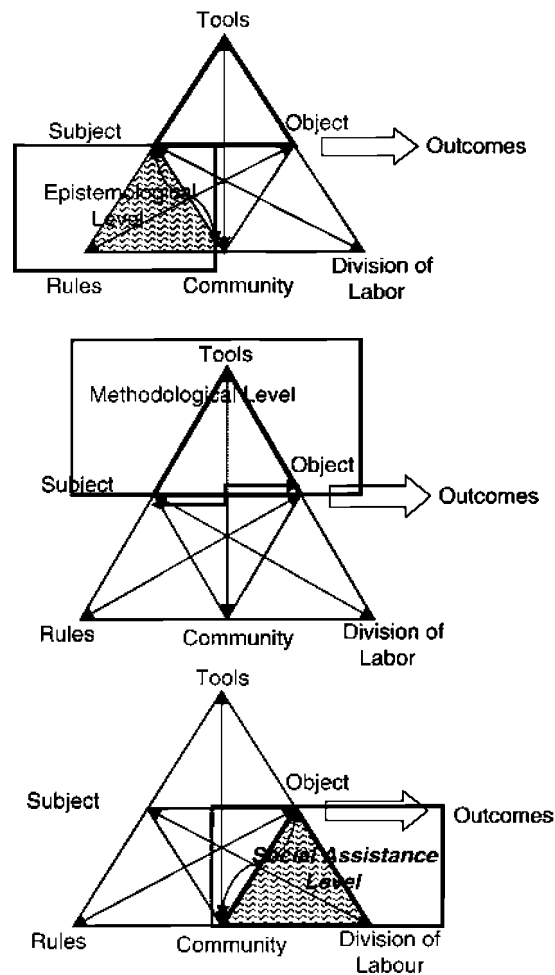 Tools
Object
Subject
Outcomes
Epistemological
Level
Rules
Community
Division of
Labor
Tools
Methodological Level
Object
Subject
Outcomes
Rules
Community
Division of
Labor
Tools
Object
Subject
Outcomes
Social Assistance
Level
Rules
Community
Division of
Labour